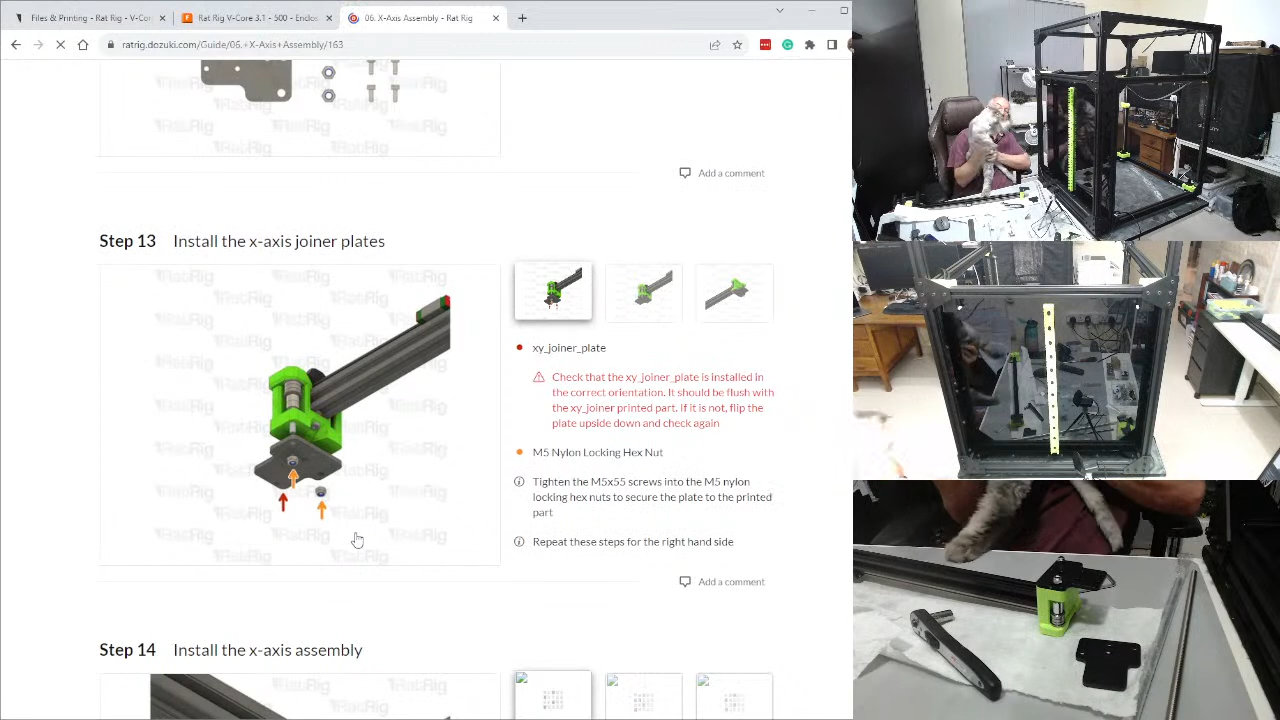 Files & Printing - Rat Rig V-Cor
Rat Rig V-Core 3.1 - 500 - Enclos
06. X-Axis Assembly - Rat Rig
ratrig.dozuki.com/Guide/06.+X-Axis+Assembly/163
Add a comment
Step 13 Install the x-axis joiner plates
xy_joiner_plate
Check that the xy_joiner_plate is installed in
the correct orientation. It should be flush with
the xy_joiner printed part. If it is not, flip the
plate upside down and check again
M5 Nylon Locking Hex Nut
Tighten the M5x55 screws into the M5 nylon
locking hex nuts to secure the plate to the printed
part
Repeat these steps for the right hand side
Add a comment
Step 14 Install the x-axis assembly